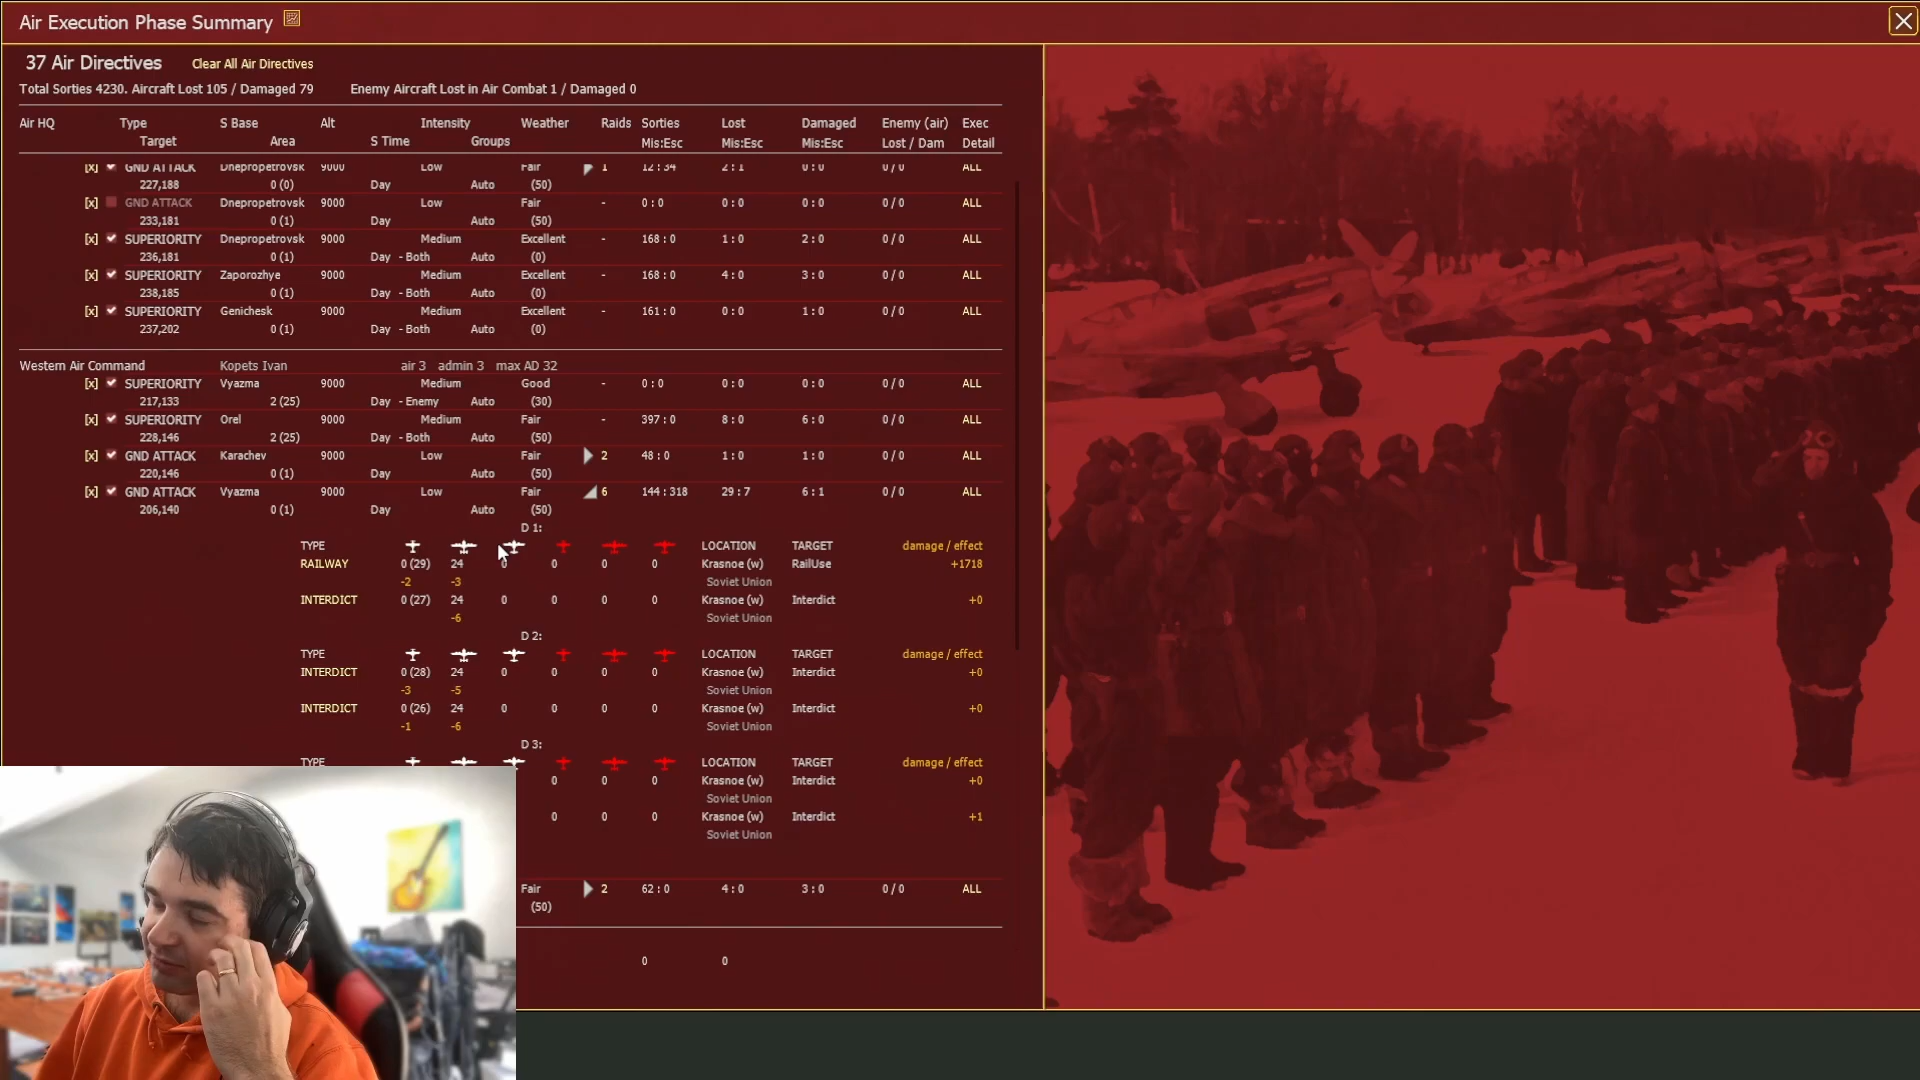 Air Execution Phase Summary
37 Air Directives Clear All Air Directives
Total Sorties 4230. Aircraft Lost 105 / Damaged 79 Enemy Aircraft Lost in Air Combat 1 / Damaged 0
Air HQ Type S Base Alt Intensity Weather Raids Sorties Lost Damaged Enemy (air) Exec
Target Area S Time Groups Mis:Esc Mis:Esc Mis:Esc Lost / Dam Detail
[x] GND ATTACK Dnepropetrovsk 9000 Low Fair 1 12 : 34 2 : 1 0 : 0 0 / 0 ALL
227,188 0 (0) Day Auto (50)
[x] GND ATTACK Dnepropetrovsk 9000 Low Fair - 0 : 0 0 : 0 0 : 0 0 / 0 ALL
233,181 0 (1) Day Auto (50)
[x] SUPERIORITY Dnepropetrovsk 9000 Medium Excellent - 168 : 0 1 : 0 2 : 0 0 / 0 ALL
236,181 0 (1) Day - Both Auto (0)
[x] SUPERIORITY Zaporozhye 9000 Medium Excellent - 168 : 0 4 : 0 3 : 0 0 / 0 ALL
238,185 0 (1) Day - Both Auto (0)
[x] SUPERIORITY Genichesk 9000 Medium Excellent - 161 : 0 0 : 0 1 : 0 0 / 0 ALL
237,202 0 (1) Day - Both Auto (0)
Western Air Command Kopets Ivan air 3 admin 3 max AD 32
[x] SUPERIORITY Vyazma 9000 Medium Good - 0 : 0 0 : 0 0 : 0 0 / 0 ALL
217,133 2 (25) Day - Enemy Auto (30)
[x] SUPERIORITY Orel 9000 Medium Fair - 397 : 0 8 : 0 6 : 0 0 / 0 ALL
228,146 2 (25) Day - Both Auto (50)
[x] GND ATTACK Karachev 9000 Low Fair 2 48 : 0 1 : 0 1 : 0 0 / 0 ALL
220,146 0 (1) Day Auto (50)
[x] GND ATTACK Vyazma 9000 Low Fair 6 144 : 318 29 : 7 6 : 1 0 / 0 ALL
206,140 0 (1) Day Auto (50)
D 1:
TYPE LOCATION TARGET damage / effect
RAILWAY 0 (29) 24 0 0 0 0 Krasnoe (w) RailUse +1718
-2 -3 Soviet Union
INTERDICT 0 (27) 24 0 0 0 0 Krasnoe (w) Interdict +0
-6 Soviet Union
D 2:
TYPE LOCATION TARGET damage / effect
INTERDICT 0 (28) 24 0 0 0 0 Krasnoe (w) Interdict +0
-3 -5 Soviet Union
INTERDICT 0 (26) 24 0 0 0 0 Krasnoe (w) Interdict +0
-1 -6 Soviet Union
D 3:
TYPE LOCATION TARGET damage / effect
0 0 0 Krasnoe (w) Interdict +0
Soviet Union
0 0 0 Krasnoe (w) Interdict +1
Soviet Union
Fair 2 62 : 0 4 : 0 3 : 0 0 / 0 ALL
(50)
0 0